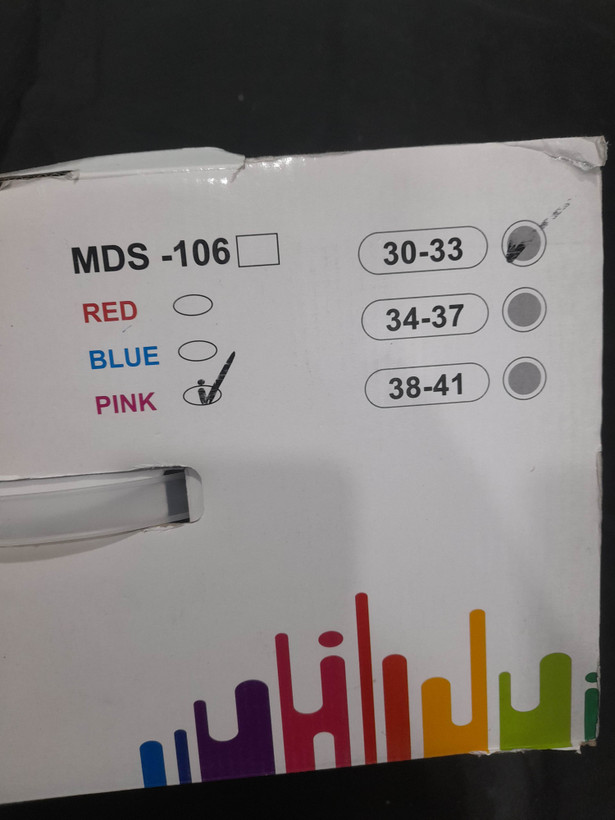 MDS -106
RED
BLUE
PINK
30-33
34-37
38-41